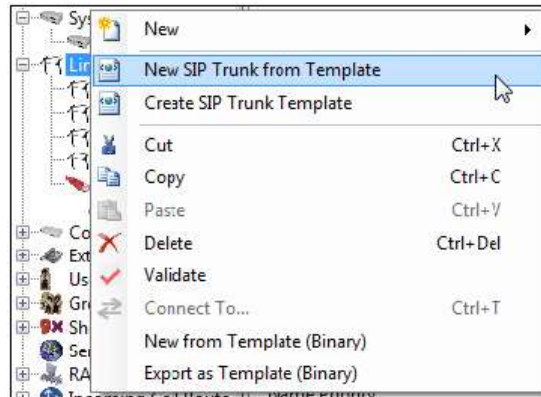 Sys
New
Lin
New SIP Trunk from Template
Create SIP Trunk Template
Cut Ctrl+X
Copy Ctrl+C
Paste Ctrl+V
Co
Delete Ctrl+Del
Ext
Us
Validate
Gr
Connect To... Ctrl+T
Sh
New from Template (Binary)
Ser
RA
Export as Template (Binary)